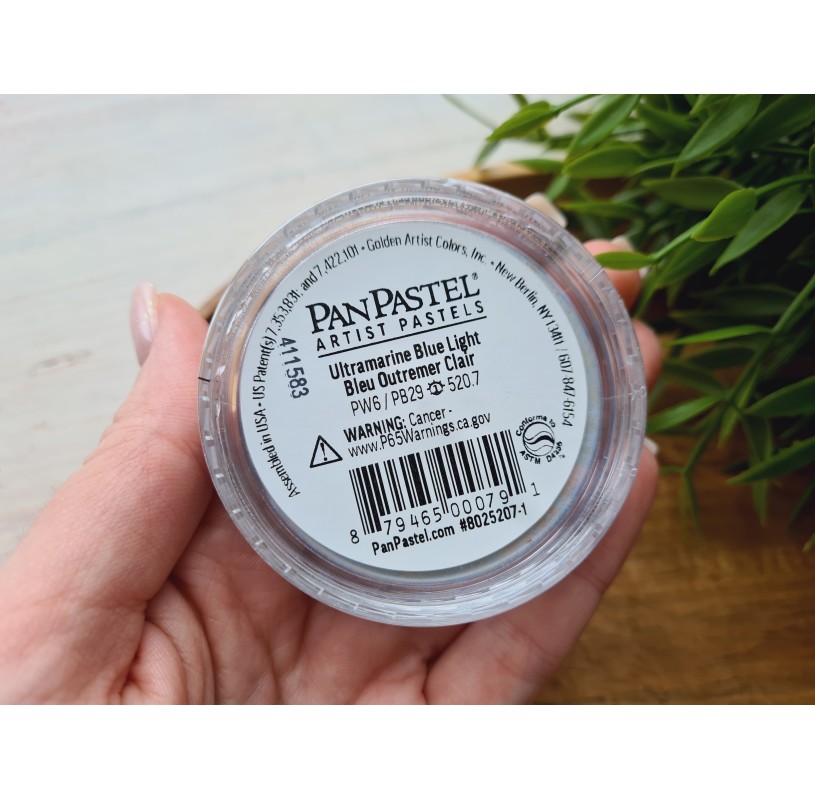 Assembled in USA • US Patent(s) 7,353,831; and 7,422,101 • Golden Artist Colors, Inc. • New Berlin, NY 13411 / 607 847-6154
411583
PANPASTEL®
ARTIST PASTELS
Ultramarine Blue Light
Bleu Outremer Clair
PW6 / PB29 520.7
WARNING: Cancer -
www.P65Warnings.ca.gov
Conforms to
ASTM D4236
8 79465 00079 1
PanPastel.com #8025207-1